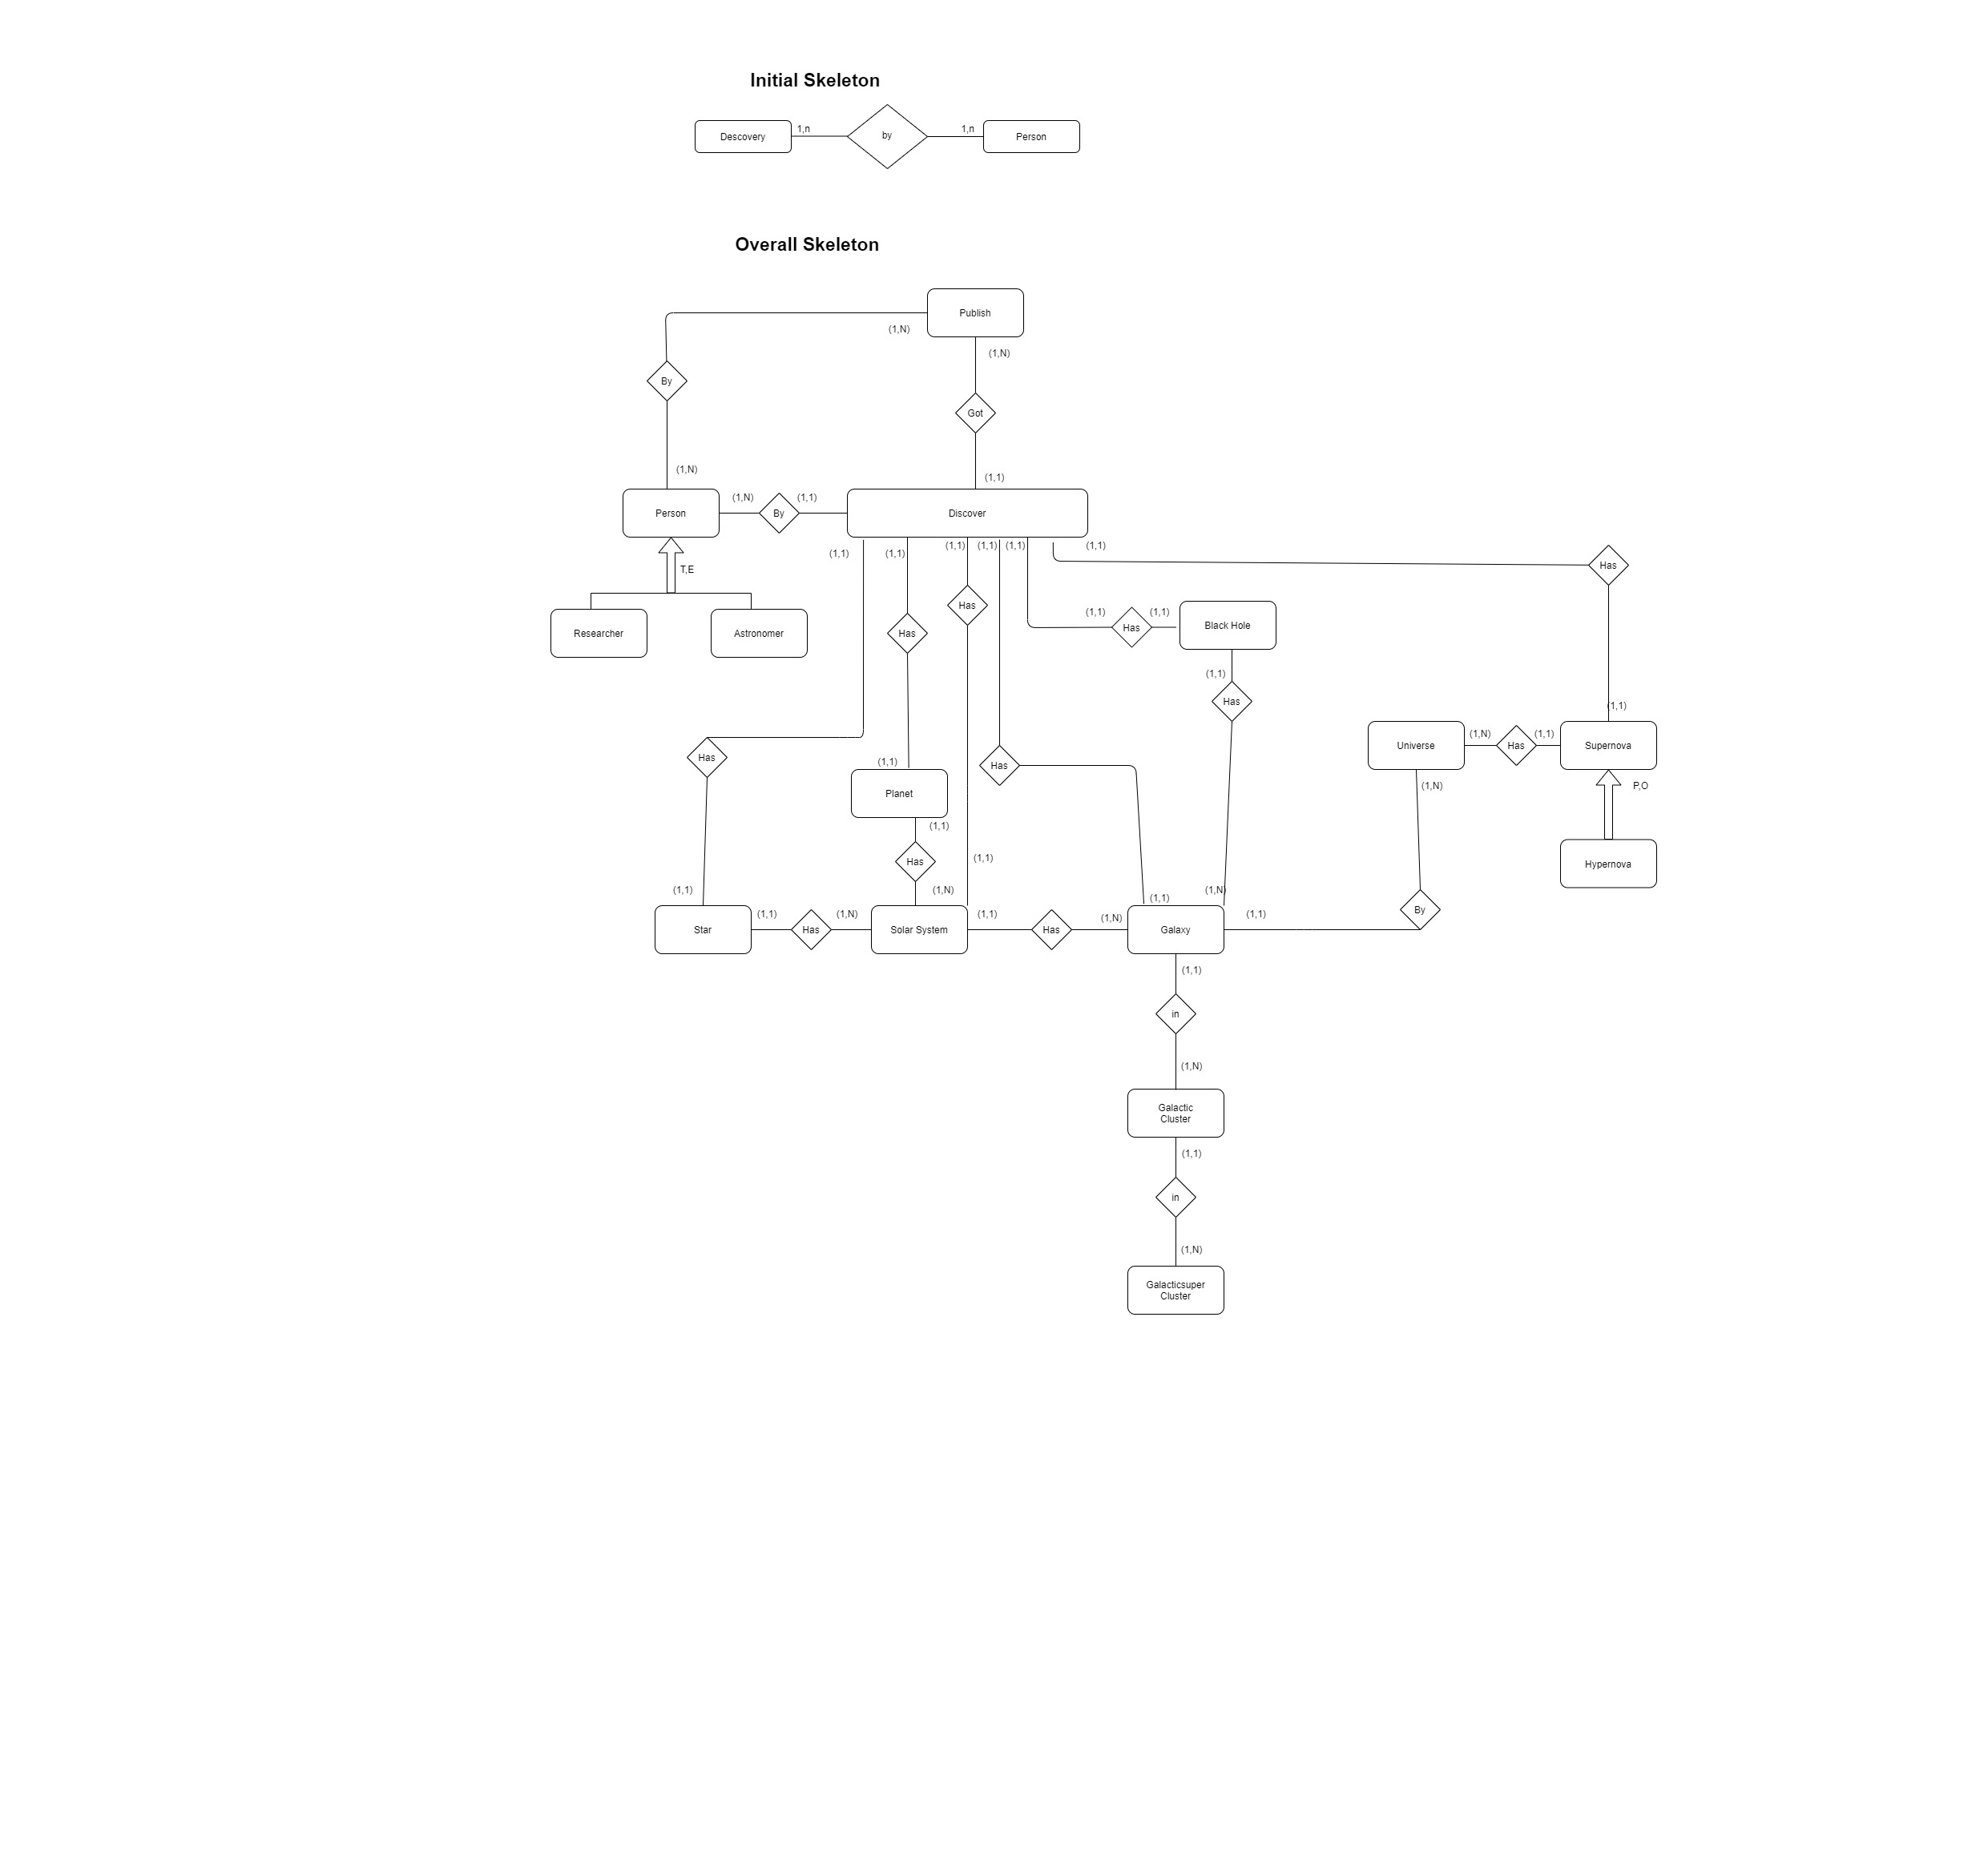 Initial Skeleton
Descovery
1,n
by
1,n
Person
Overall Skeleton
Publish
(1,N)
(1,N)
By
Got
(1,N)
(1,1)
Person
(1,N)
By
(1,1)
Discover
T,E
(1,1)
(1,1)
(1,1)
(1,1)
(1,1)
(1,1)
Has
Researcher
Astronomer
Has
Has
(1,1)
Has
(1,1)
Black Hole
(1,1)
Has
(1,1)
Has
(1,1)
Planet
(1,1)
Has
Universe
(1,N)
Has
(1,1)
Supernova
(1,N)
P,O
Hypernova
Has
(1,1)
(1,1)
(1,N)
(1,1)
(1,N)
By
Star
(1,1)
Has
(1,N)
Solar System
(1,1)
Has
(1,N)
Galaxy
(1,1)
(1,1)
in
(1,N)
Galactic
Cluster
(1,1)
in
(1,N)
Galacticsuper
Cluster